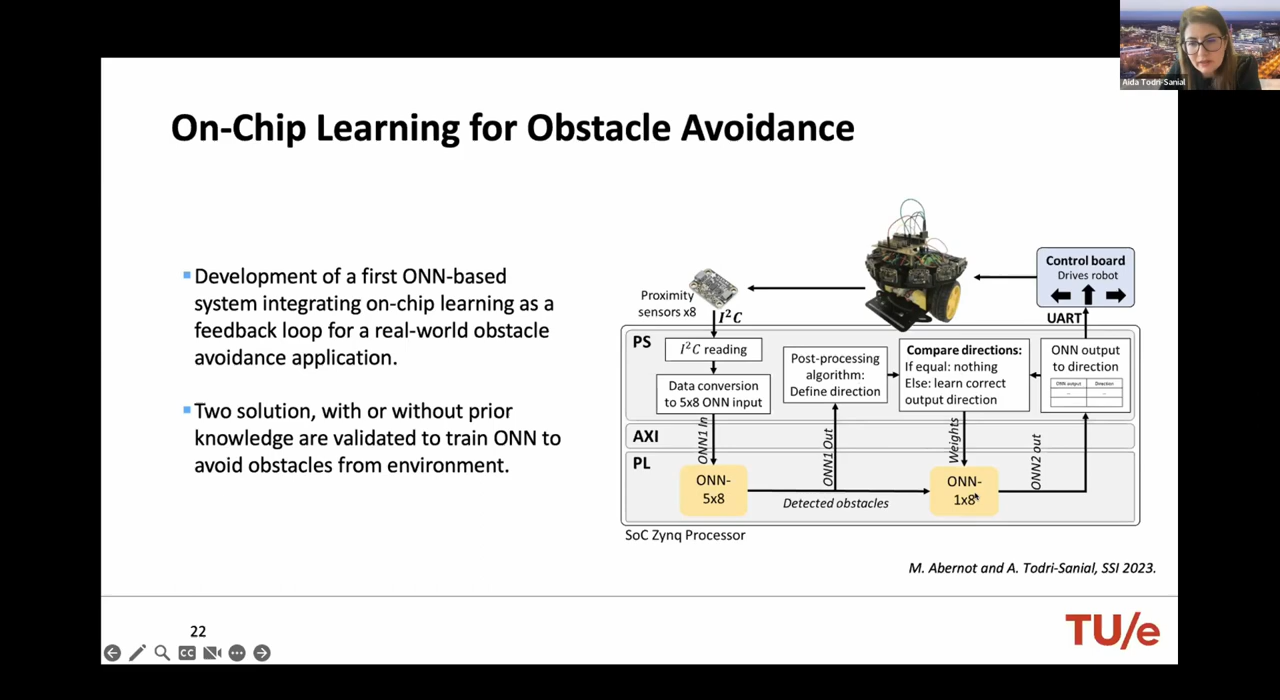 Aida Todri-Sanial
On-Chip Learning for Obstacle Avoidance
Development of a first ONN-based
system integrating on-chip learning as a
feedback loop for a real-world obstacle
avoidance application.
Two solution, with or without prior
knowledge are validated to train ONN to
avoid obstacles from environment.
Proximity
sensors x8
I²C
Control board
Drives robot
UART
PS
I²C reading
Data conversion
to 5x8 ONN input
Post-processing
algorithm:
Define direction
Compare directions:
If equal: nothing
Else: learn correct
output direction
ONN output
to direction
ONN output
Direction
AXI
ONN1 In
ONN1 Out
Weights
ONN2 out
PL
ONN-
5x8
Detected obstacles
ONN-
1x8
SoC Zynq Processor
M. Abernot and A. Todri-Sanial, SSI 2023.
22
TU/e
CC